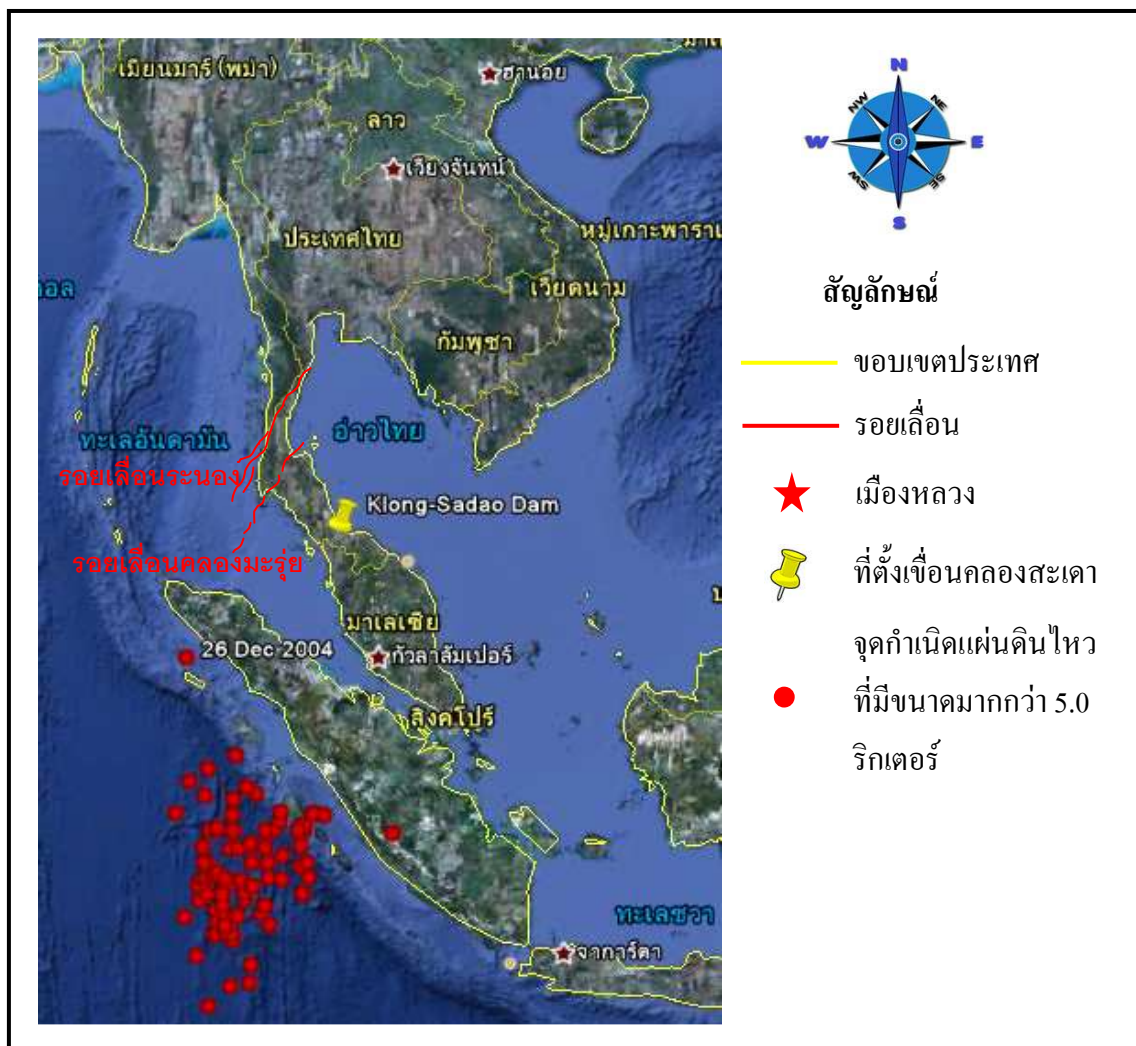 เมียนมาร์ (พม่า)
ฮานอย
ลาว
เวียงจันทน์
ประเทศไทย
หมู่เกาะพาราเ
เวียดนาม
กัมพูชา
ทะเลอันดามัน
อ่าวไทย
รอยเลื่อนระนอง
Klong-Sadao Dam
รอยเลื่อนคลองมะรุ่ย
มาเลเซีย
26 Dec 2004
กัวลาลัมเปอร์
สิงคโปร์
ทะเลชวา
จาการ์ตา
N
NW
NE
W
E
SW
SE
S
สัญลักษณ์
ขอบเขตประเทศ
รอยเลื่อน
เมืองหลวง
ที่ตั้งเขื่อนคลองสะเดา
จุดกำเนิดแผ่นดินไหว
ที่มีขนาดมากกว่า 5.0
ริกเตอร์